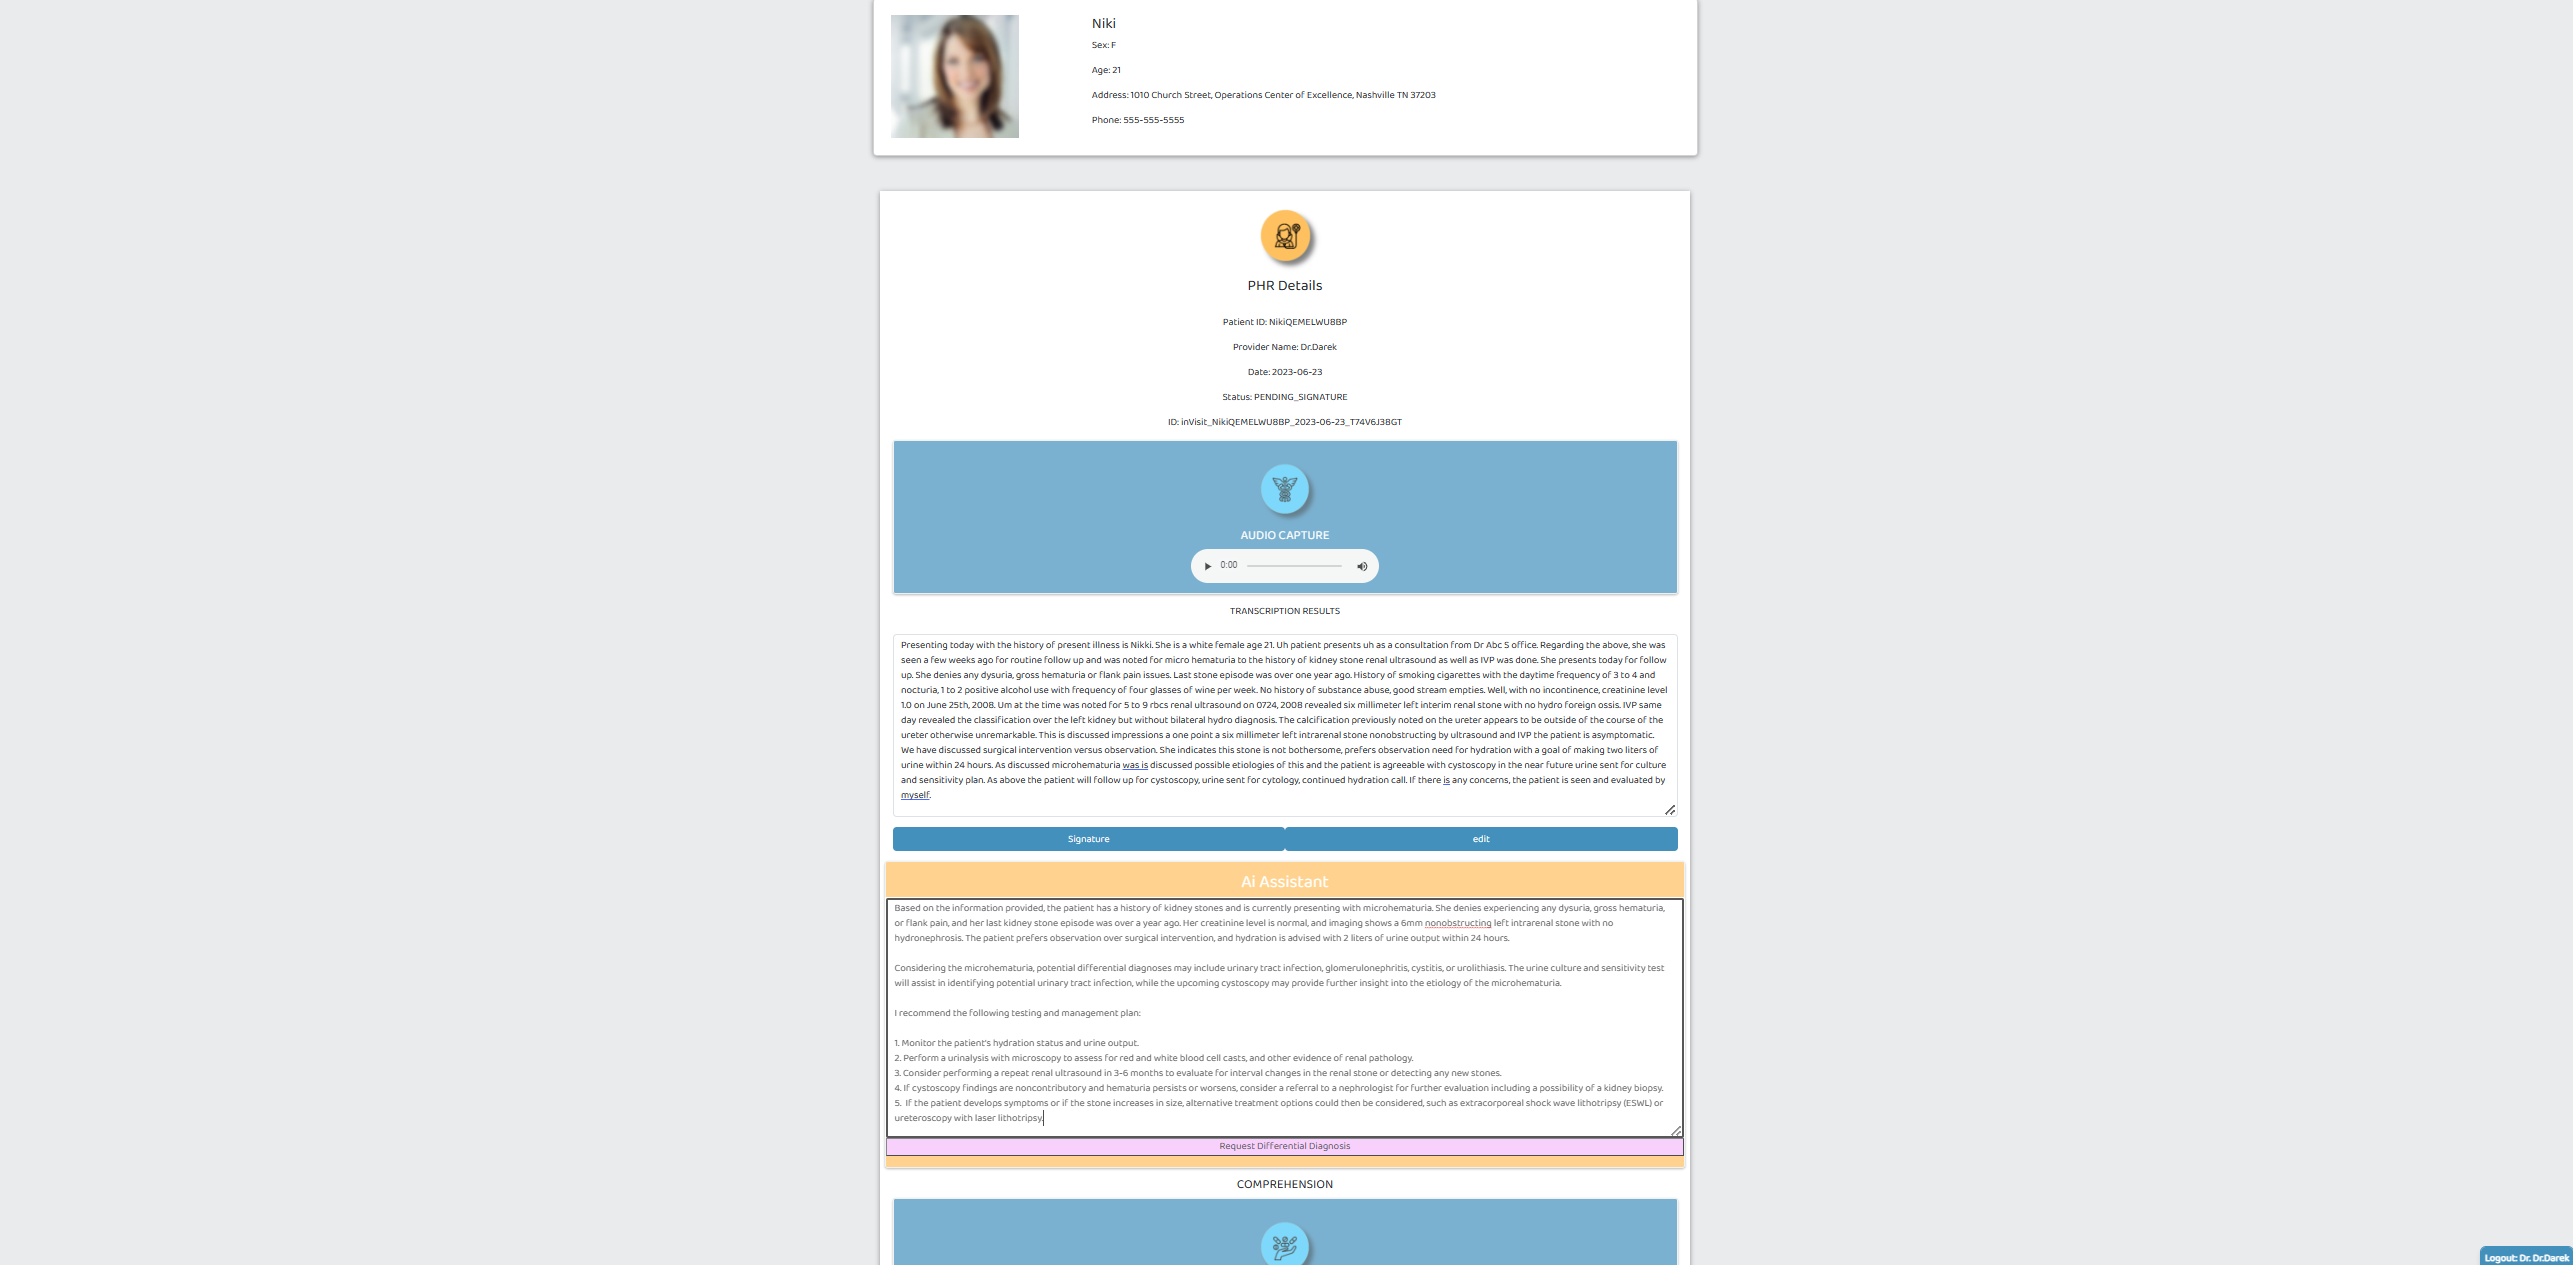 Niki
Sex: F
Age: 21
Address: 1010 Church Street, Operations Center of Excellence, Nashville TN 37203
Phone: 555-555-5555
PHR Details
Patient ID: NikiQEMELWU8BP
Provider Name: Dr.Darek
Date: 2023-06-23
Status: PENDING_SIGNATURE
ID: inVisit_NikiQEMELWU8BP_2023-06-23_T74V6J38GT
AUDIO CAPTURE
0:00
TRANSCRIPTION RESULTS
Presenting today with the history of present illness is Nikki. She is a white female age 21. Uh patient presents uh as a consultation from Dr Abc S office. Regarding the above, she was
seen a few weeks ago for routine follow up and was noted for micro hematuria to the history of kidney stone renal ultrasound as well as IVP was done. She presents today for follow
up. She denies any dysuria, gross hematuria or flank pain issues. Last stone episode was over one year ago. History of smoking cigarettes with the daytime frequency of 3 to 4 and
nocturia, 1 to 2 positive alcohol use with frequency of four glasses of wine per week. No history of substance abuse, good stream empties. Well, with no incontinence, creatinine level
1.0 on June 25th, 2008. Um at the time was noted for 5 to 9 rbcs renal ultrasound on 0724, 2008 revealed six millimeter left interim renal stone with no hydro foreign ossis. IVP same
day revealed the classification over the left kidney but without bilateral hydro diagnosis. The calcification previously noted on the ureter appears to be outside of the course of the
ureter otherwise unremarkable. This is discussed impressions a one point a six millimeter left intrarenal stone nonobstructing by ultrasound and IVP the patient is asymptomatic.
We have discussed surgical intervention versus observation. She indicates this stone is not bothersome, prefers observation need for hydration with a goal of making two liters of
urine within 24 hours. As discussed microhematuria was is discussed possible etiologies of this and the patient is agreeable with cystoscopy in the near future urine sent for culture
and sensitivity plan. As above the patient will follow up for cystoscopy, urine sent for cytology, continued hydration call. If there is any concerns, the patient is seen and evaluated by
myself.
Signature
edit
Ai Assistant
Based on the information provided, the patient has a history of kidney stones and is currently presenting with microhematuria. She denies experiencing any dysuria, gross hematuria,
or flank pain, and her last kidney stone episode was over a year ago. Her creatinine level is normal, and imaging shows a 6mm nonobstructing left intrarenal stone with no
hydronephrosis. The patient prefers observation over surgical intervention, and hydration is advised with 2 liters of urine output within 24 hours.
Considering the microhematuria, potential differential diagnoses may include urinary tract infection, glomerulonephritis, cystitis, or urolithiasis. The urine culture and sensitivity test
will assist in identifying potential urinary tract infection, while the upcoming cystoscopy may provide further insight into the etiology of the microhematuria.
I recommend the following testing and management plan:
1. Monitor the patient's hydration status and urine output.
2. Perform a urinalysis with microscopy to assess for red and white blood cell casts, and other evidence of renal pathology.
3. Consider performing a repeat renal ultrasound in 3-6 months to evaluate for interval changes in the renal stone or detecting any new stones.
4. If cystoscopy findings are noncontributory and hematuria persists or worsens, consider a referral to a nephrologist for further evaluation including a possibility of a kidney biopsy.
5. If the patient develops symptoms or if the stone increases in size, alternative treatment options could then be considered, such as extracorporeal shock wave lithotripsy (ESWL) or
ureteroscopy with laser lithotripsy.
Request Differential Diagnosis
COMPREHENSION
Logout: Dr. Dr.Darek